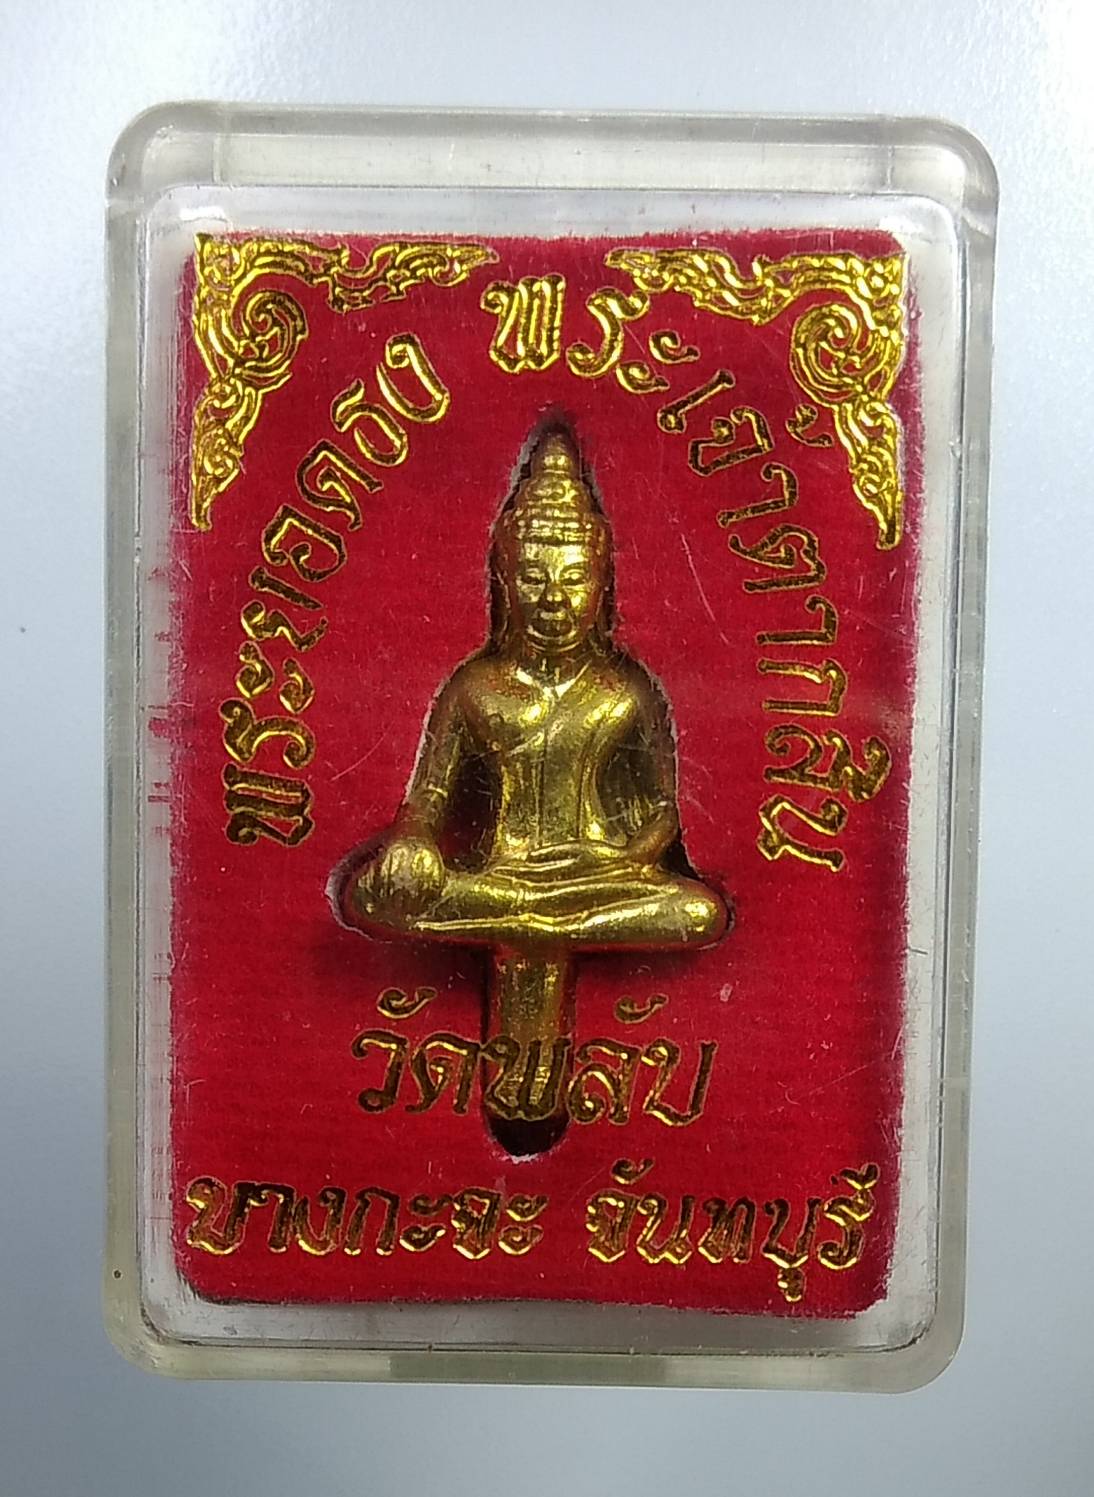 พระยอดธง พระเจ้าตากสิน
วัดพลับ
บางกะจะ จันทบุรี